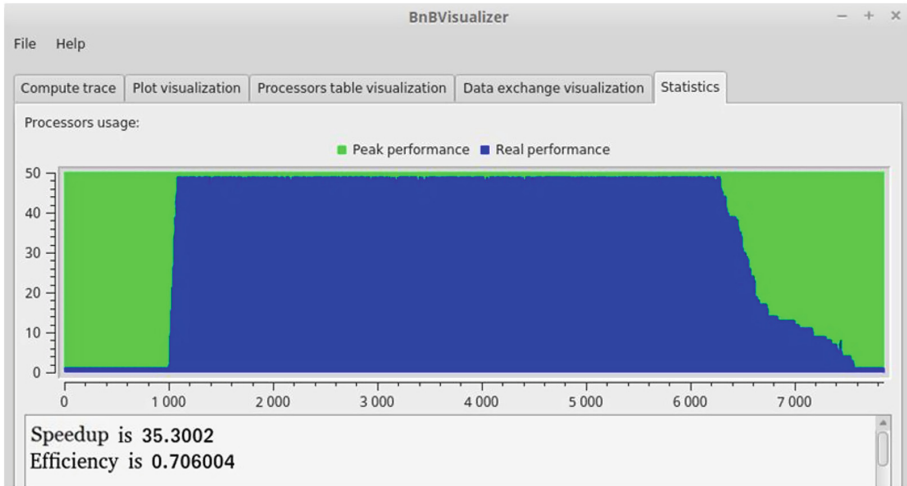 BnBVisualizer
File Help
Compute trace Plot visualization Processors table visualization Data exchange visualization Statistics
Processors usage:
Peak performance Real performance
50
40
30
20
10
0
0 1 000 2 000 3 000 4 000 5 000 6 000 7 000
Speedup is 35.3002
Efficiency is 0.706004